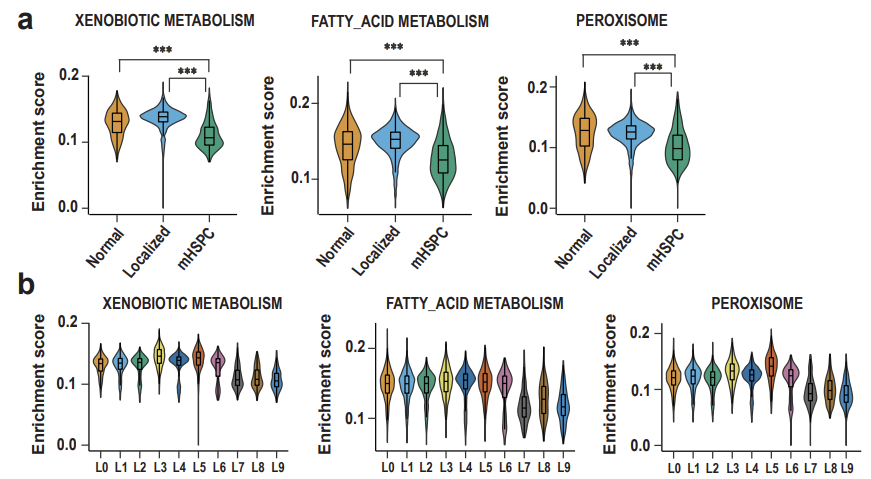 a
XENOBIOTIC METABOLISM
FATTY_ACID METABOLISM
PEROXISOME
Enrichment score
0.2
0.1
0.0
***
***
Normal
Localized
mHSPC
Enrichment score
0.2
0.1
***
***
Normal
Localized
mHSPC
Enrichment score
0.2
0.1
0.0
***
***
Normal
Localized
mHSPC
b
XENOBIOTIC METABOLISM
FATTY_ACID METABOLISM
PEROXISOME
Enrichment score
0.2
0.1
0.0
L0 L1 L2 L3 L4 L5 L6 L7 L8 L9
Enrichment score
0.2
0.1
L0 L1 L2 L3 L4 L5 L6 L7 L8 L9
Enrichment score
0.2
0.1
0.0
L0 L1 L2 L3 L4 L5 L6 L7 L8 L9